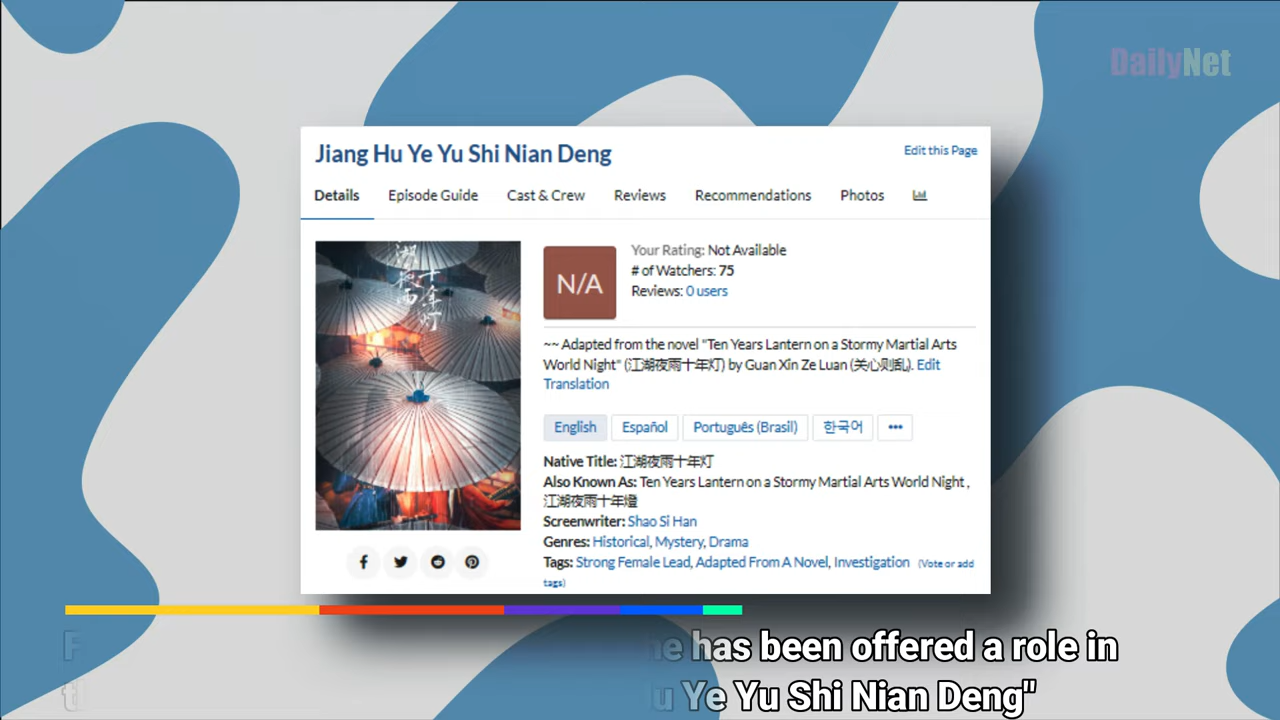 DailyNet
Jiang Hu Ye Yu Shi Nian Deng
Edit this Page
Details Episode Guide Cast & Crew Reviews Recommendations Photos
湖
夜雨
十年灯
N/A
Your Rating: Not Available
# of Watchers: 75
Reviews: 0 users
~~ Adapted from the novel "Ten Years Lantern on a Stormy Martial Arts
World Night" (江湖夜雨十年灯) by Guan Xin Ze Luan (关心则乱). Edit
Translation
English Español Português (Brasil) 한국어 •••
Native Title: 江湖夜雨十年灯
Also Known As: Ten Years Lantern on a Stormy Martial Arts World Night ,
江湖夜雨十年燈
Screenwriter: Shao Si Han
Genres: Historical, Mystery, Drama
Tags: Strong Female Lead, Adapted From A Novel, Investigation (Vote or add
tags)
has been offered a role in
Ye Yu Shi Nian Deng"